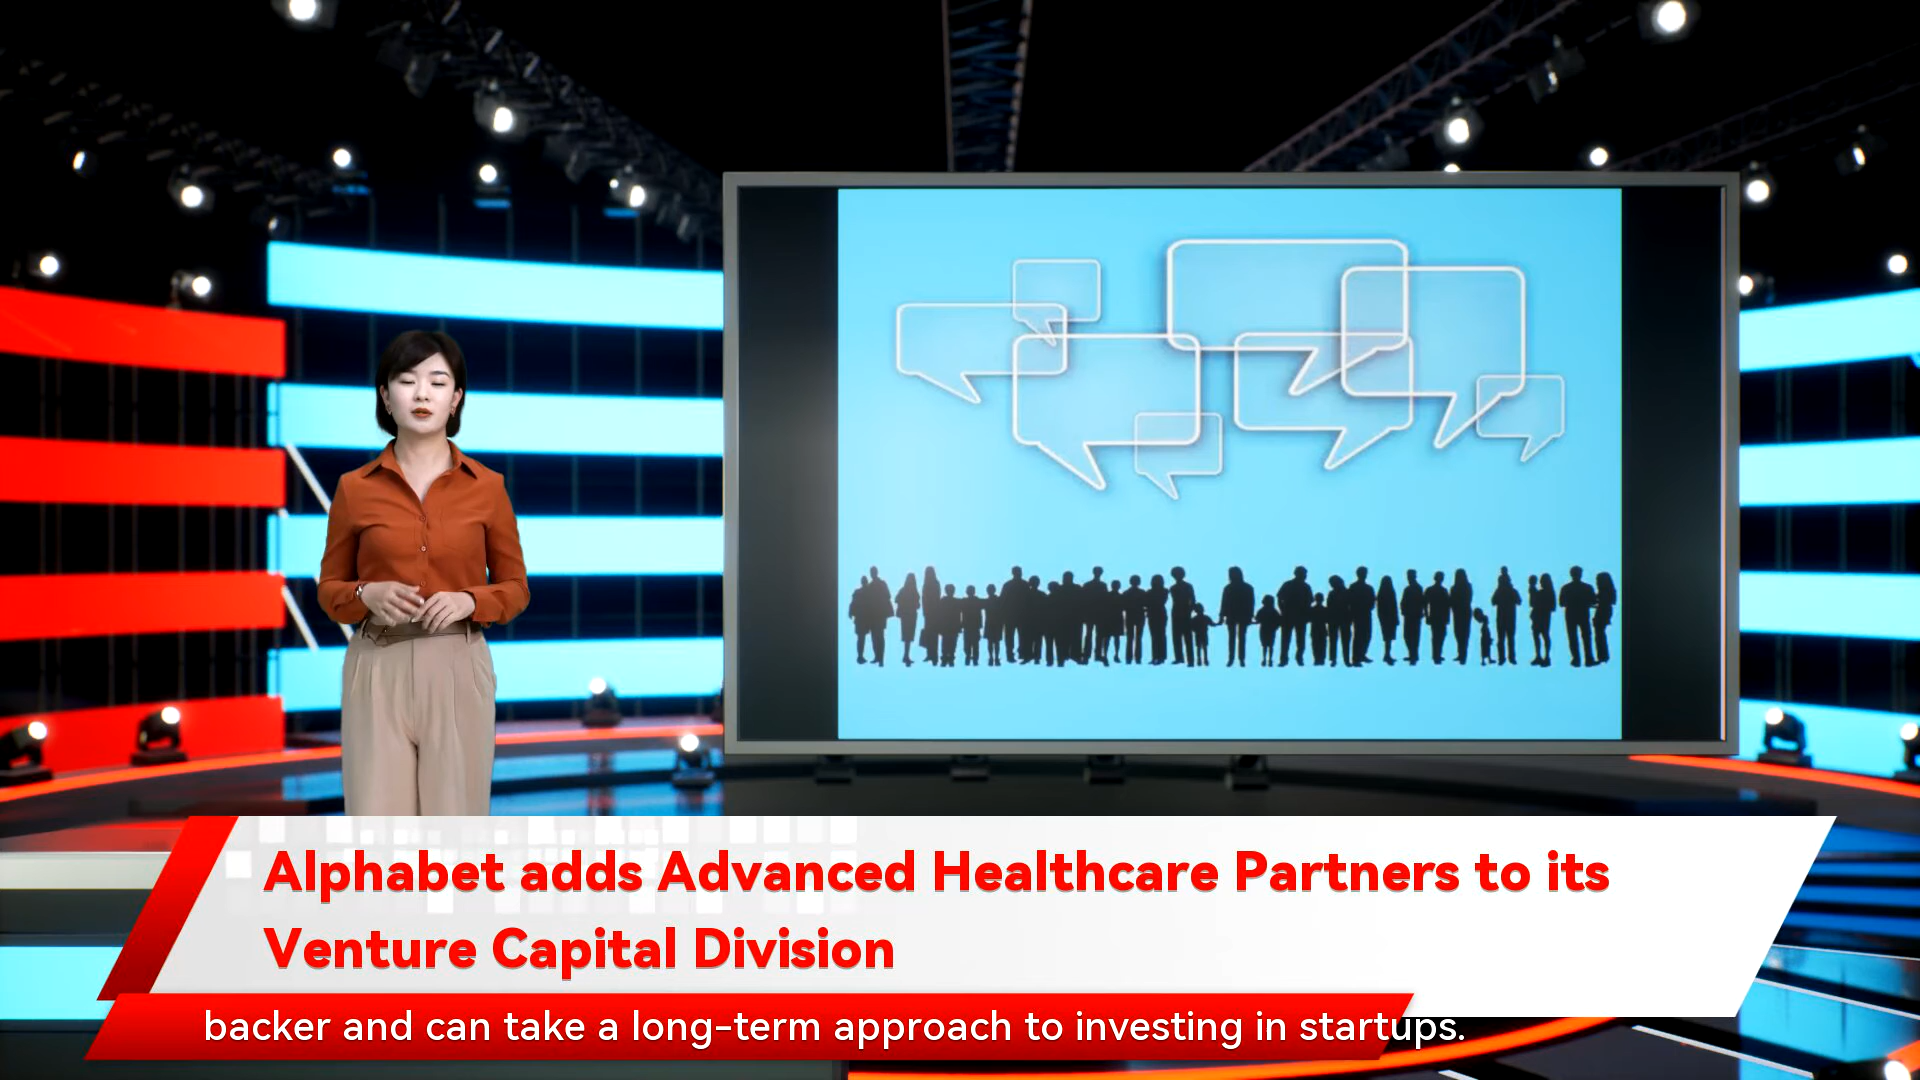 Alphabet adds Advanced Healthcare Partners to its
Venture Capital Division
backer and can take a long-term approach to investing in startups.